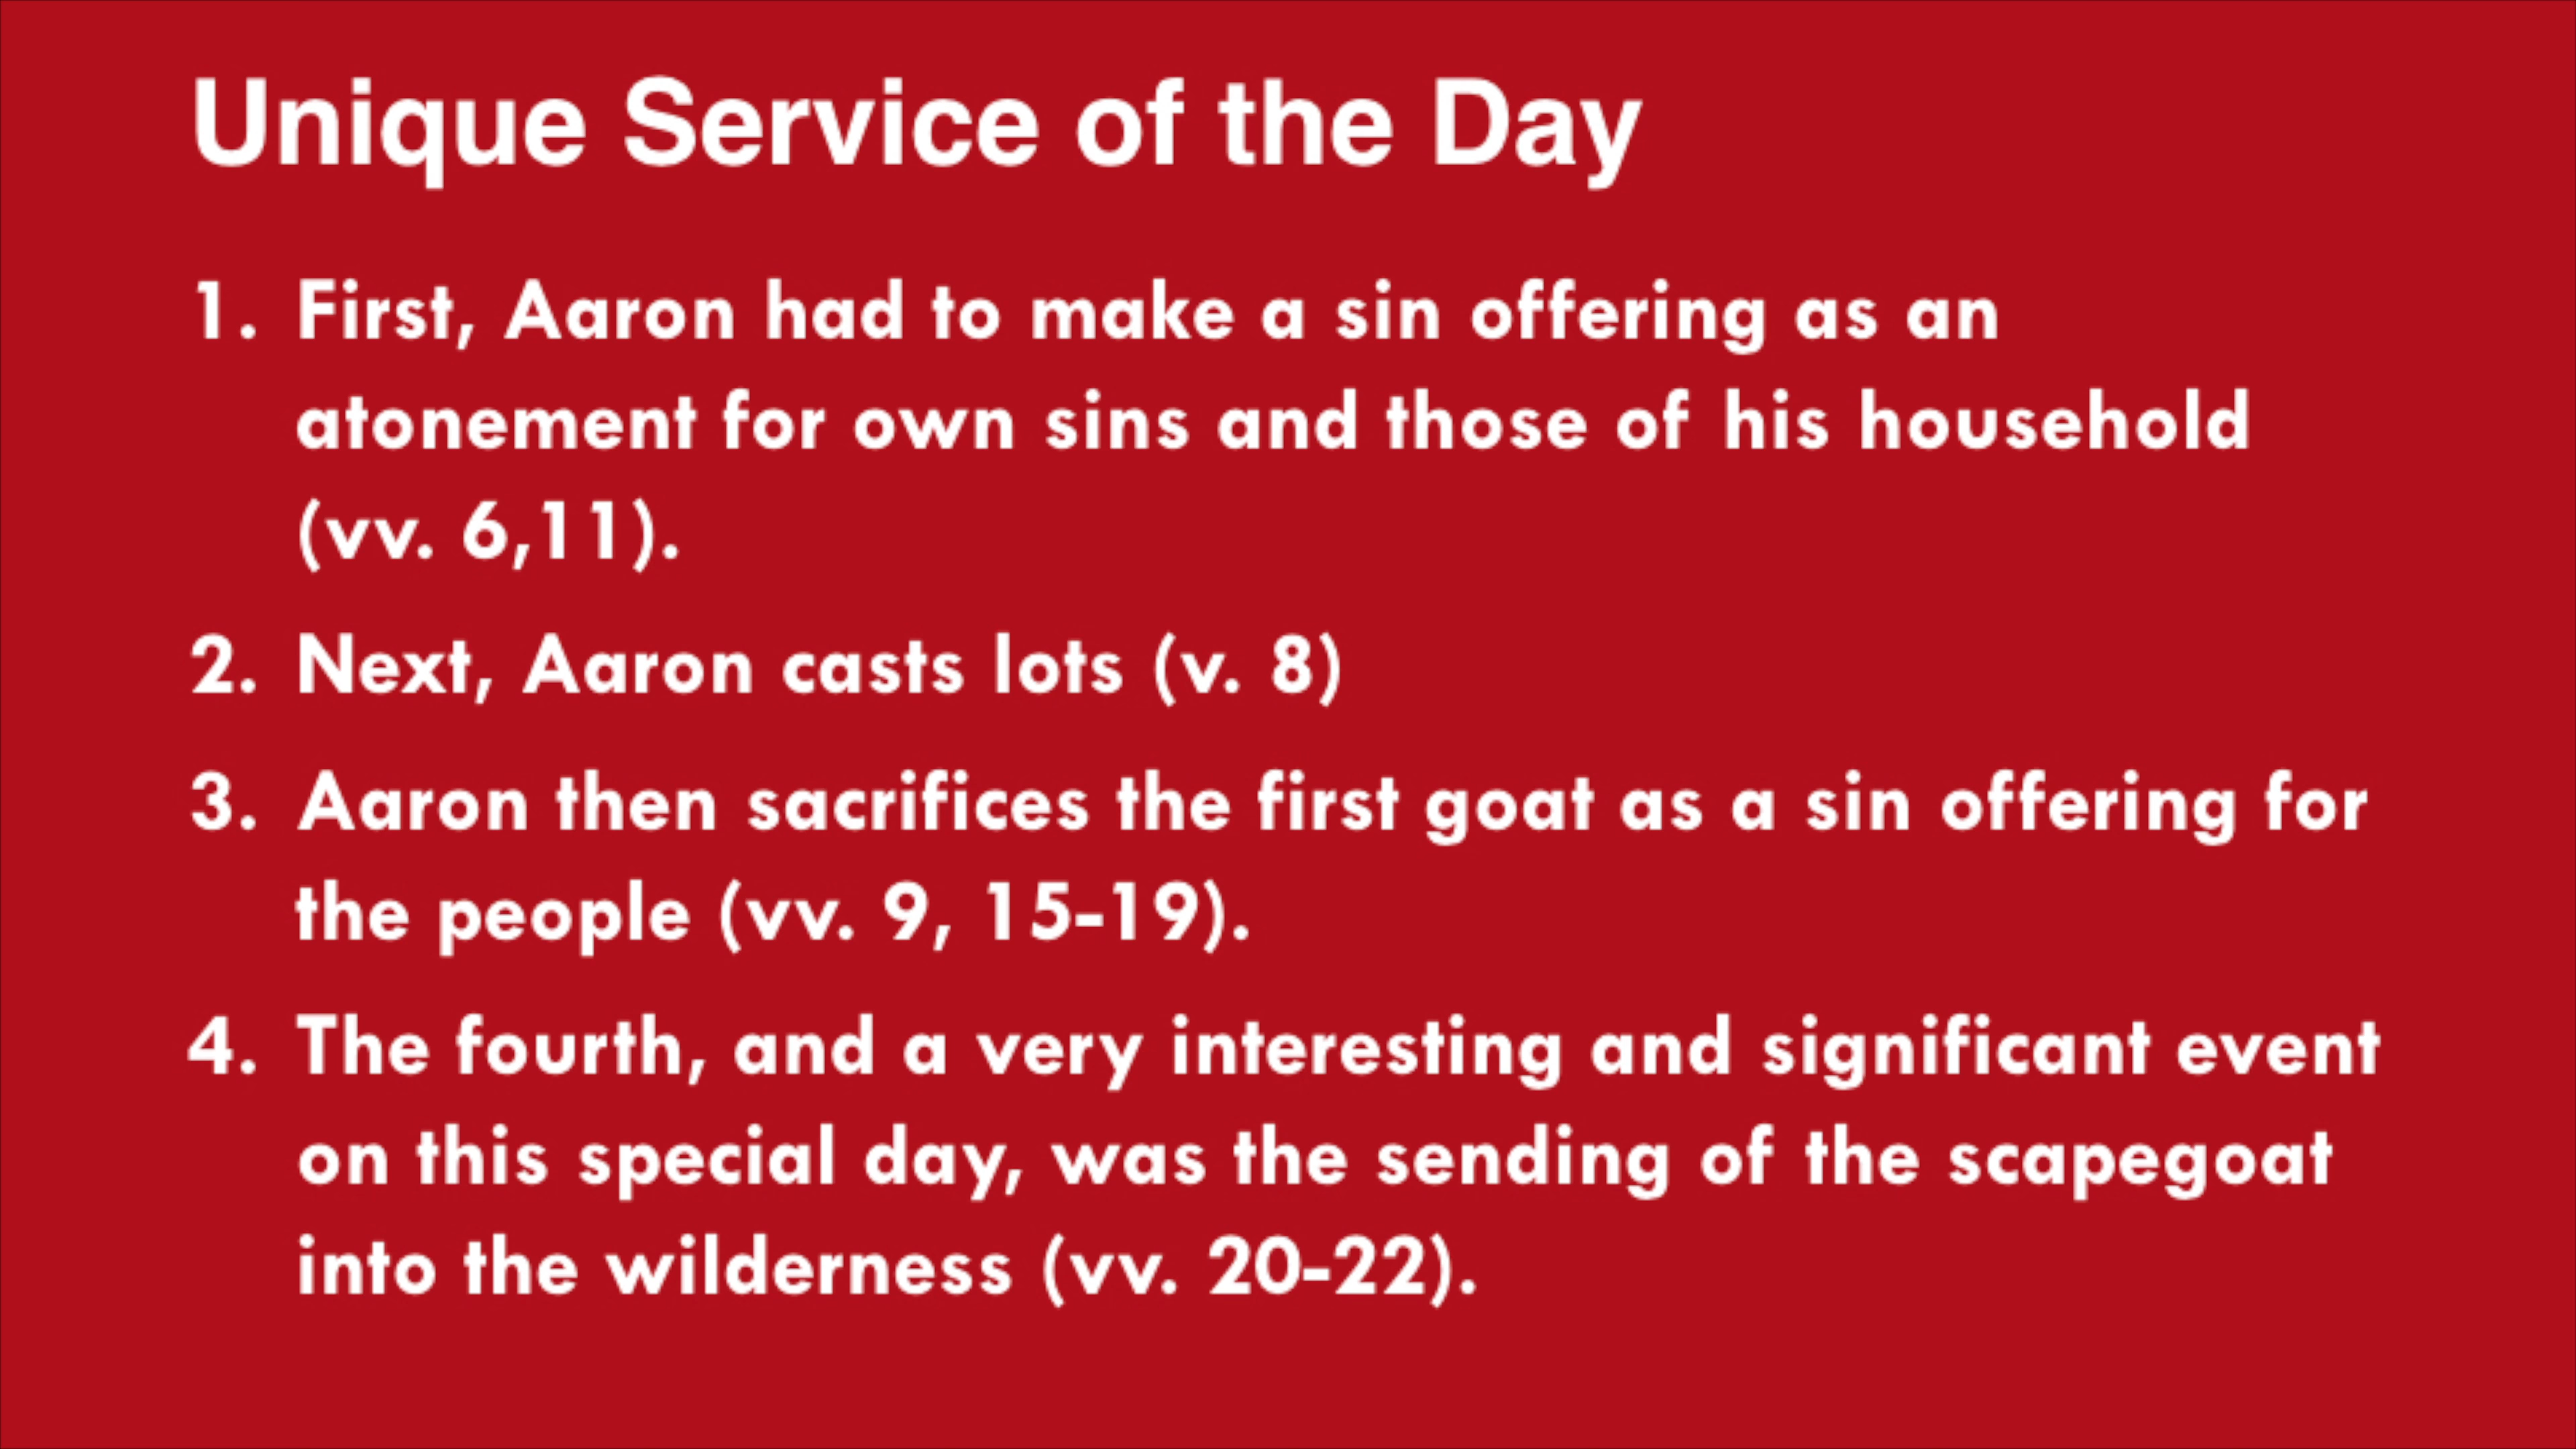 Unique Service of the Day
1. First, Aaron had to make a sin offering as an
atonement for own sins and those of his household
(vv. 6,11).
2. Next, Aaron casts lots (v. 8)
3. Aaron then sacrifices the first goat as a sin offering for
the people (vv. 9, 15-19).
4. The fourth, and a very interesting and significant event
on this special day, was the sending of the scapegoat
into the wilderness (vv. 20-22).